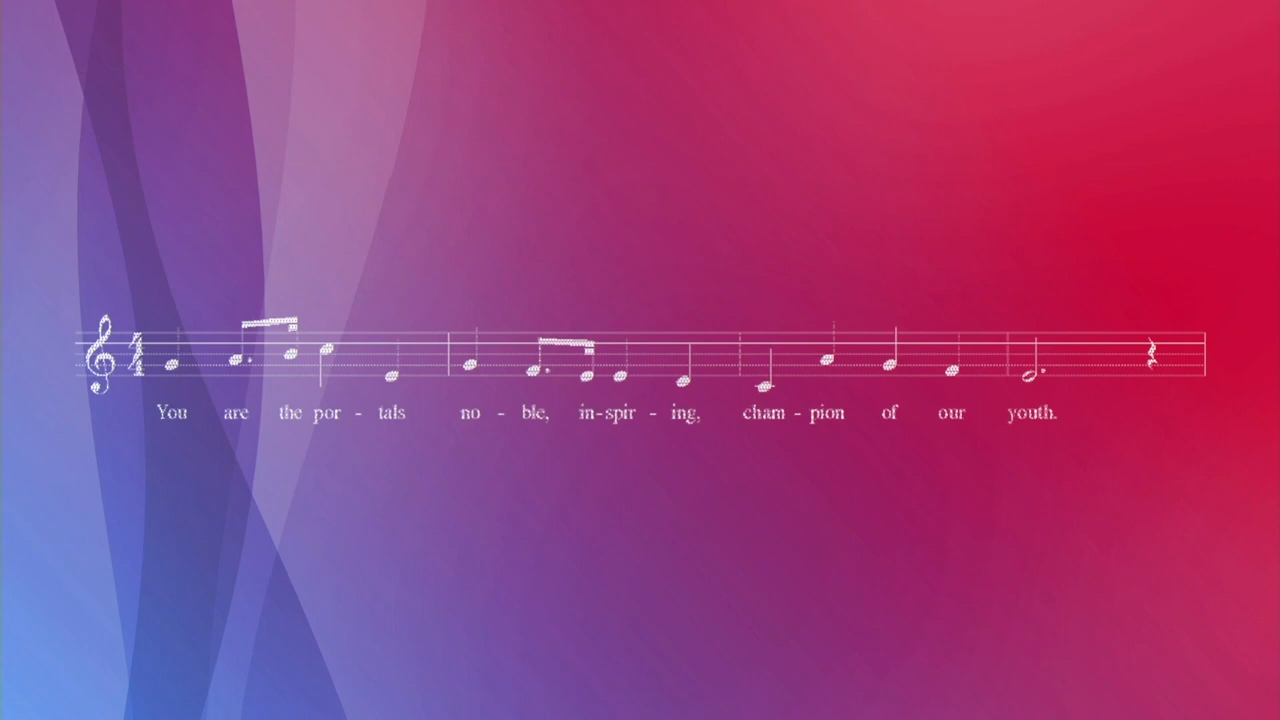 You are the por - tals no - ble, in-spir - ing, cham - pion of our youth.